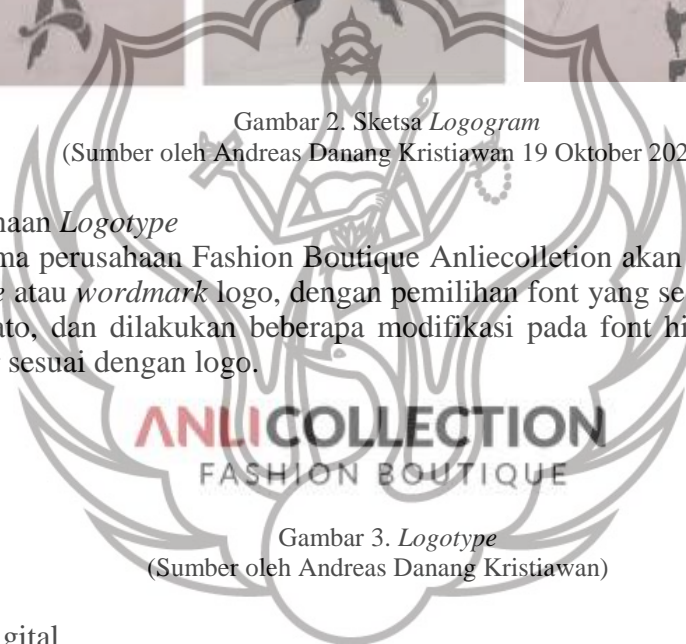 Gambar 2. Sketsa Logogram
(Sumber oleh Andreas Danang Kristiawan 19 Oktober 202
naan Logotype
ma perusahaan Fashion Boutique Anliecolletion akan
e atau wordmark logo, dengan pemilihan font yang se
ato, dan dilakukan beberapa modifikasi pada font hi
sesuai dengan logo.
ANLICOLLECTION
FASHION BOUTIQUE
Gambar 3. Logotype
(Sumber oleh Andreas Danang Kristiawan)
gital